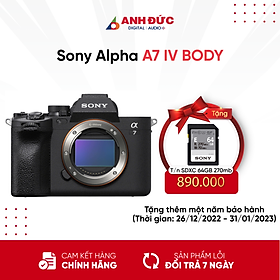 ANH ĐỨC
DIGITAL - AUDIO
Sony Alpha A7 IV BODY
SONY
α
7
Tặng
E 64
SONY
T/n SDXC 64GB 270mb
890.000
Tặng thêm một năm bảo hành
(Thời gian: 26/12/2022 - 31/01/2023)
CAM KẾT HÀNG
CHÍNH HÃNG
SẢN PHẨM LỖI
ĐỔI TRẢ 7 NGÀY